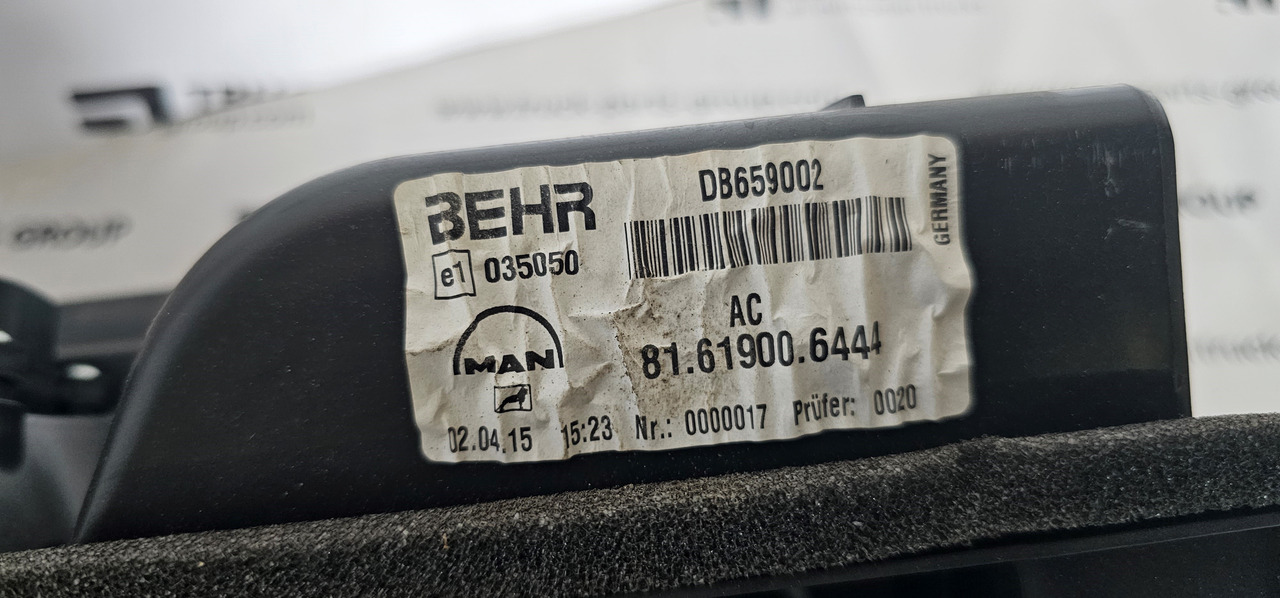 BEHR
DB659002
GERMANY
e1 035050
AC
MAN
81.61900.6444
02.04.15 15:23 Nr.: 0000017 Prüfer: 0020
GROUP